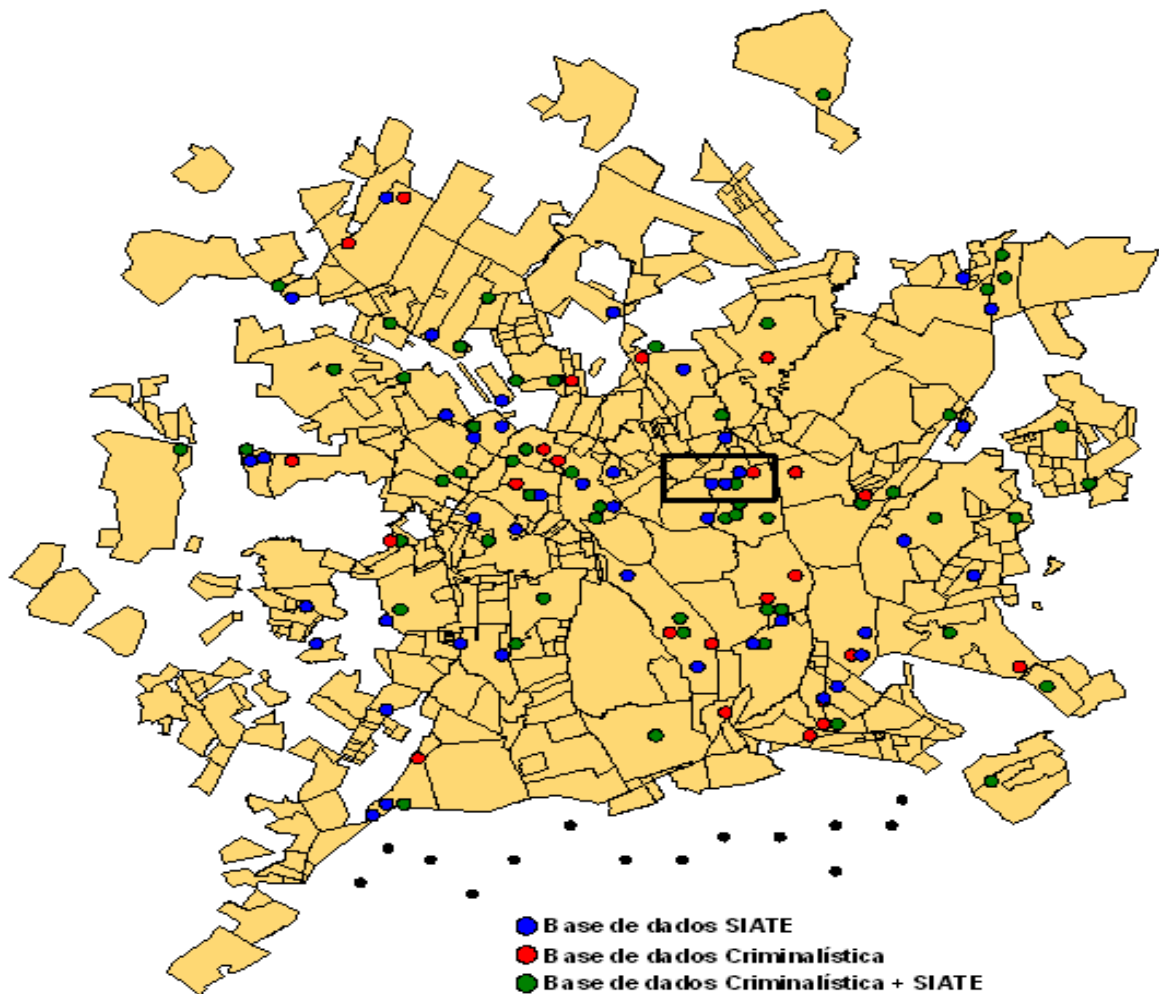 Base de dados SIATE
Base de dados Criminalística
Base de dados Criminalística + SIATE